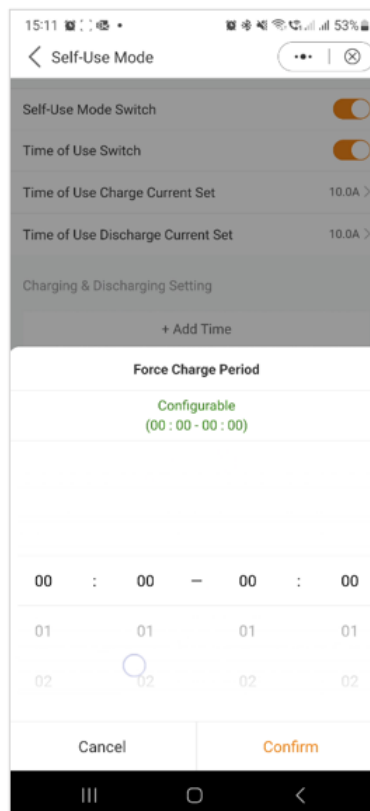 15:11 53%
Self-Use Mode
Self-Use Mode Switch
Time of Use Switch
Time of Use Charge Current Set 10.0A
Time of Use Discharge Current Set 10.0A
Charging & Discharging Setting
+ Add Time
Force Charge Period
Configurable
(00 : 00 - 00 : 00)
00 : 00 – 00 : 00
01 01 01 01
02 02 02 02
Cancel Confirm